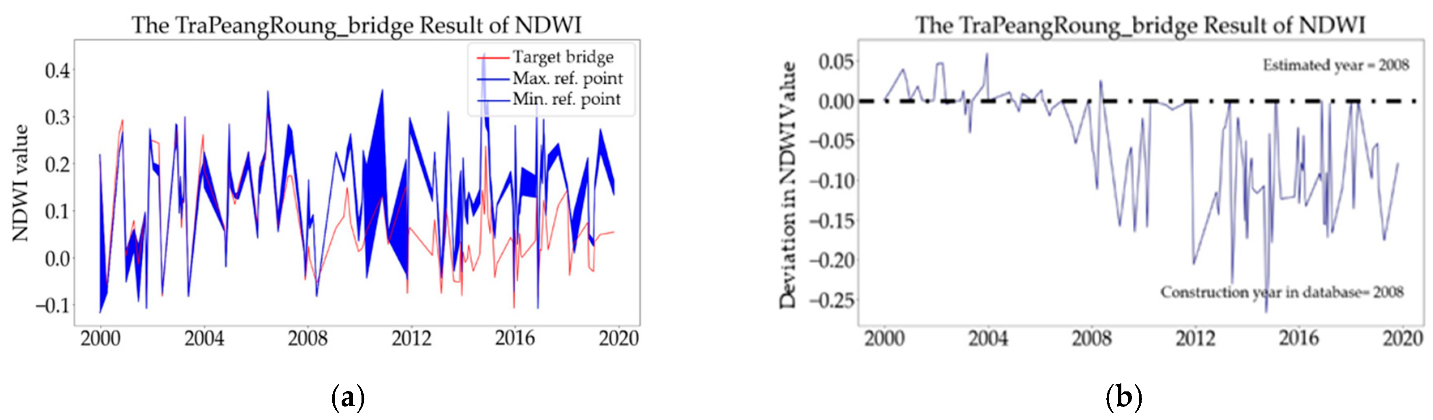 The TraPeangRoung_bridge Result of NDWI
Target bridge
Max. ref. point
Min. ref. point
NDWI value
0.4
0.3
0.2
0.1
0.0
−0.1
2000 2004 2008 2012 2016 2020
(a)
The TraPeangRoung_bridge Result of NDWI
Estimated year = 2008
Deviation in NDWI Value
0.05
0.00
−0.05
−0.10
−0.15
−0.20
−0.25
Construction year in database= 2008
2000 2004 2008 2012 2016 2020
(b)